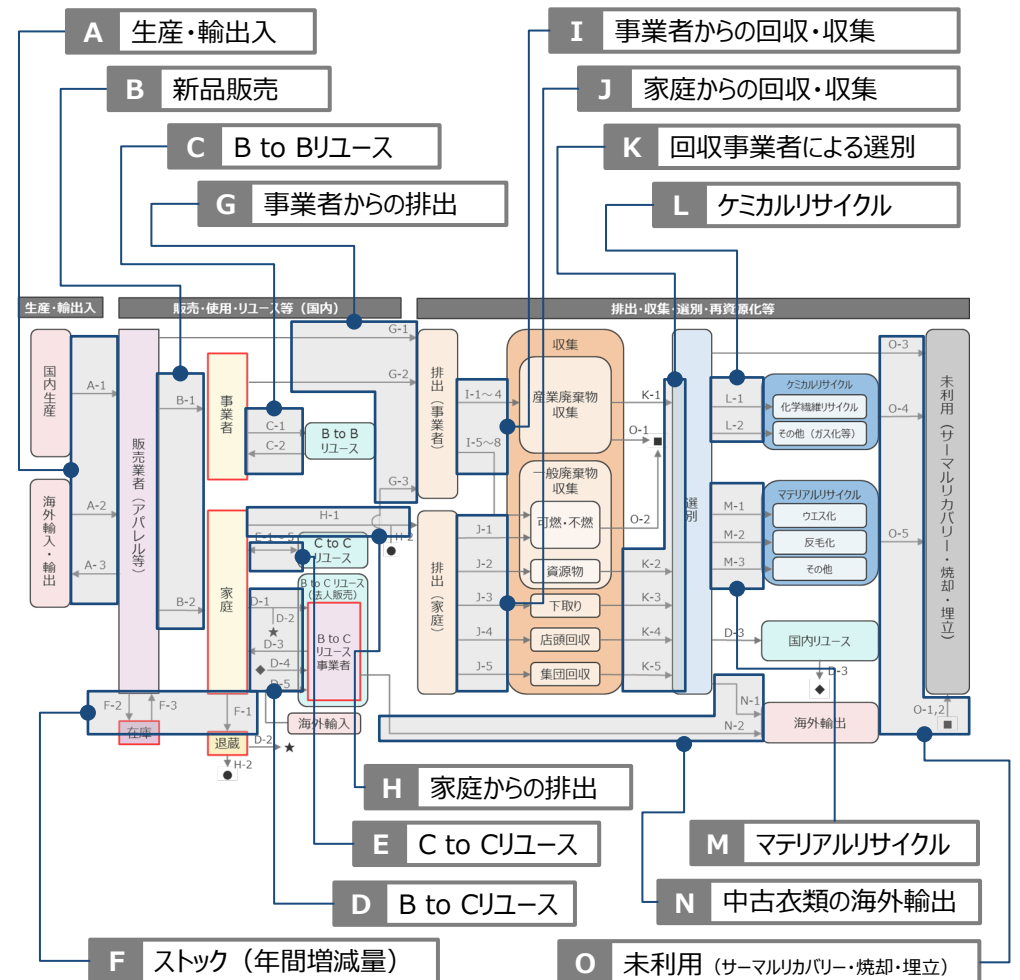 A 生産・輸出入
B 新品販売
C B to Bリユース
G 事業者からの排出
I 事業者からの回収・収集
J 家庭からの回収・収集
K 回収事業者による選別
L ケミカルリサイクル
生産・輸出入
販売・使用・リユース等（国内）
排出・収集・選別・再資源化等
国内生産
海外輸入・輸出
A-1
A-2
A-3
販売業者（アパレル等）
B-1
B-2
事業者
家庭
C-1
C-2
B to B
リユース
G-1
G-2
G-3
H-1
H-2
E-1～5
C to C
リユース
B to C リユース
（法人販売）
D-1
D-2
★
D-3
◆ D-4
D-5
B to C
リユース
事業者
海外輸入
F-2
F-3
在庫
F-1
退蔵
D-2 ★
H-2
●
排出（事業者）
排出（家庭）
I-1～4
I-5～8
J-1
J-2
J-3
J-4
J-5
収集
産業廃棄物
収集
一般廃棄物
収集
可燃・不燃
資源物
下取り
店頭回収
集団回収
K-1
O-1
■
O-2
K-2
K-3
K-4
K-5
選別
L-1
L-2
ケミカルリサイクル
化学繊維リサイクル
その他（ガス化等）
M-1
M-2
M-3
マテリアルリサイクル
ウエス化
反毛化
その他
D-3
国内リユース
D-3
◆
N-1
N-2
海外輸出
O-3
O-4
O-5
O-1,2
■
未利用（サーマルリカバリー・焼却・埋立）
H 家庭からの排出
E C to Cリユース
D B to Cリユース
F ストック（年間増減量）
M マテリアルリサイクル
N 中古衣類の海外輸出
O 未利用（サーマルリカバリー・焼却・埋立）